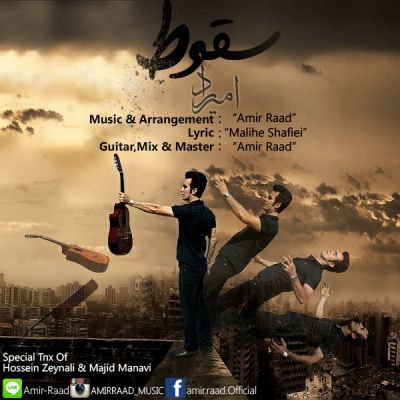 سقوط
امیر راد
Music & Arrangement : “Amir Raad”
Lyric : “Malihe Shafiei”
Guitar,Mix & Master : “Amir Raad”
Special Tnx Of
Hossein Zeynali & Majid Manavi
LINE Amir-Raad AMIRRAAD_MUSIC f amir.raad.Official